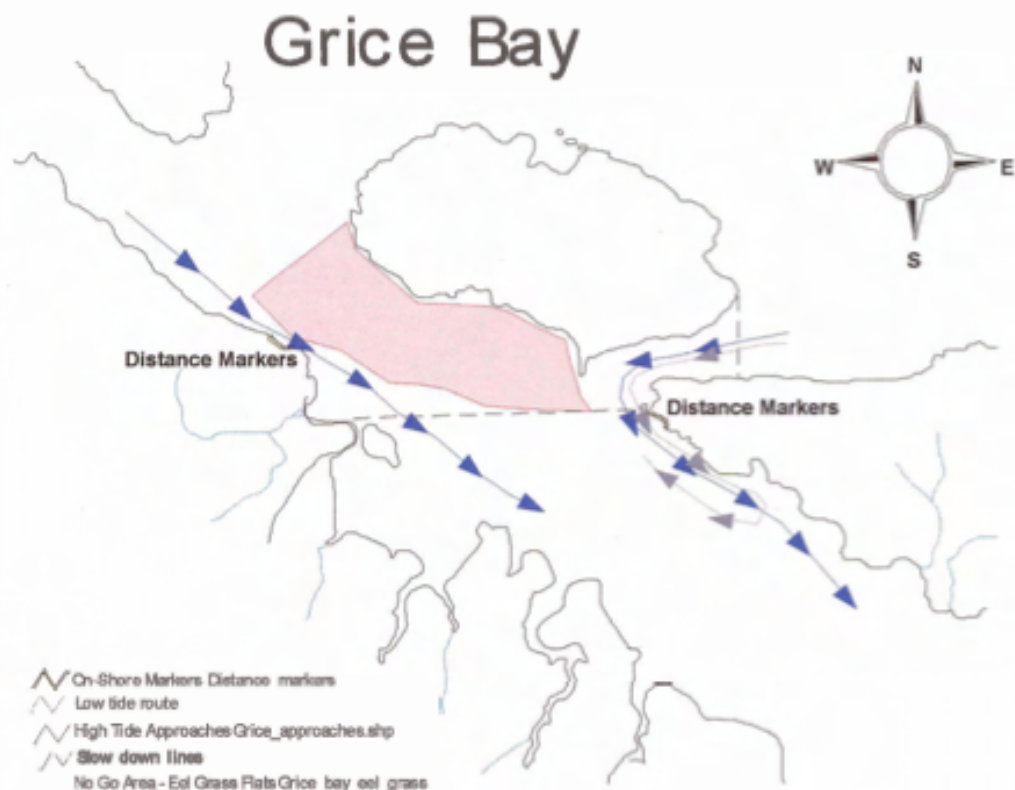 Grice Bay
N
W
E
S
Distance Markers
Distance Markers
On-Shore Markers Distance markers
Low tide route
High Tide Approaches Grice_approaches.shp
Slow down lines
No Go Area - Eel Grass Flats Grice bay eel grass